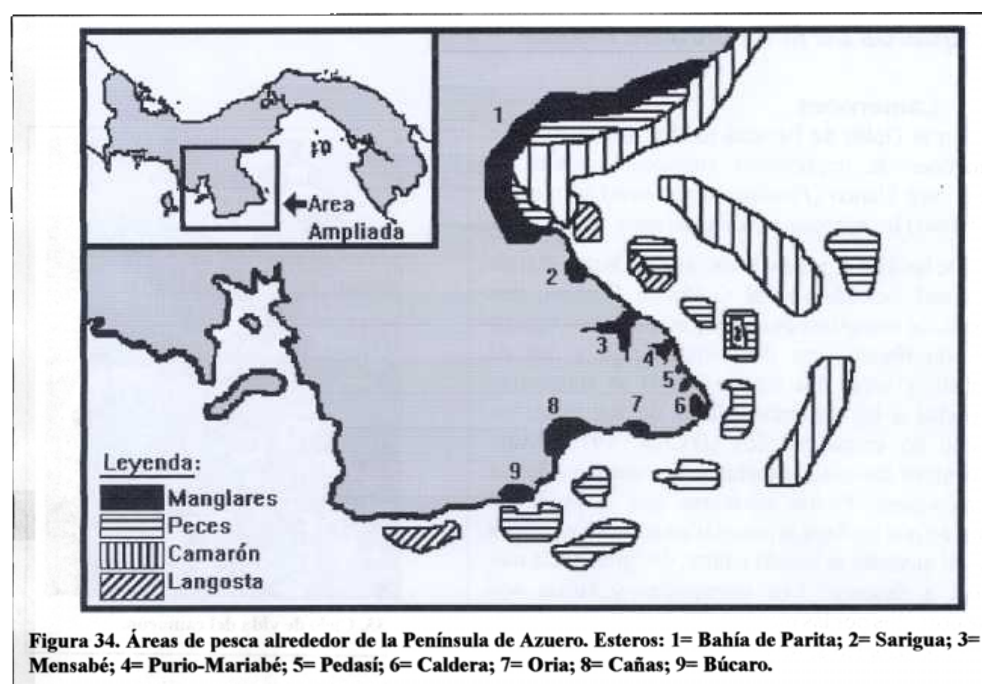 Area
Ampliada
1
2
3
4
5
6
7
8
9
Leyenda:
Manglares
Peces
Camarón
Langosta
Figura 34. Áreas de pesca alrededor de la Península de Azuero. Esteros: 1= Bahía de Parita; 2= Sarigua; 3=
Mensabé; 4= Purio-Mariabé; 5= Pedasí; 6= Caldera; 7= Oria; 8= Cañas; 9= Búcaro.